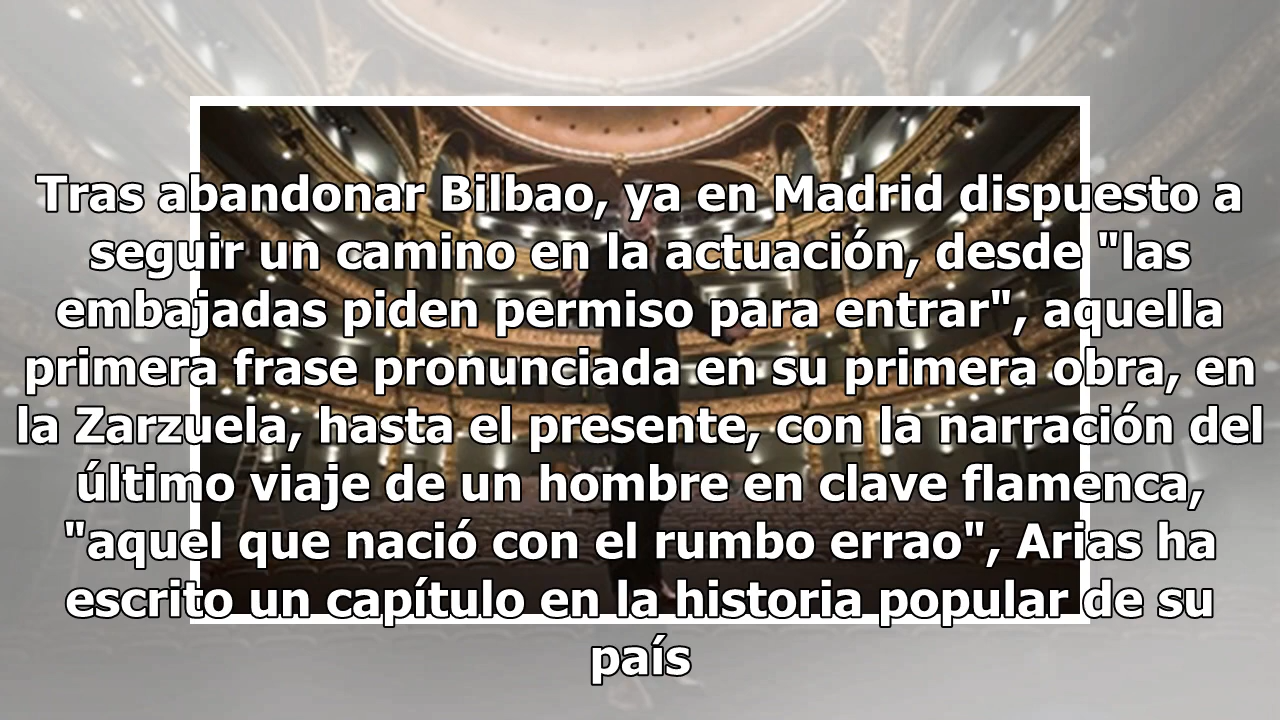 Tras abandonar Bilbao, ya en Madrid dispuesto a
seguir un camino en la actuación, desde "las
embajadas piden permiso para entrar", aquella
primera frase pronunciada en su primera obra, en
la Zarzuela, hasta el presente, con la narración del
último viaje de un hombre en clave flamenca,
"aquel que nació con el rumbo errao", Arias ha
escrito un capítulo en la historia popular de su
país